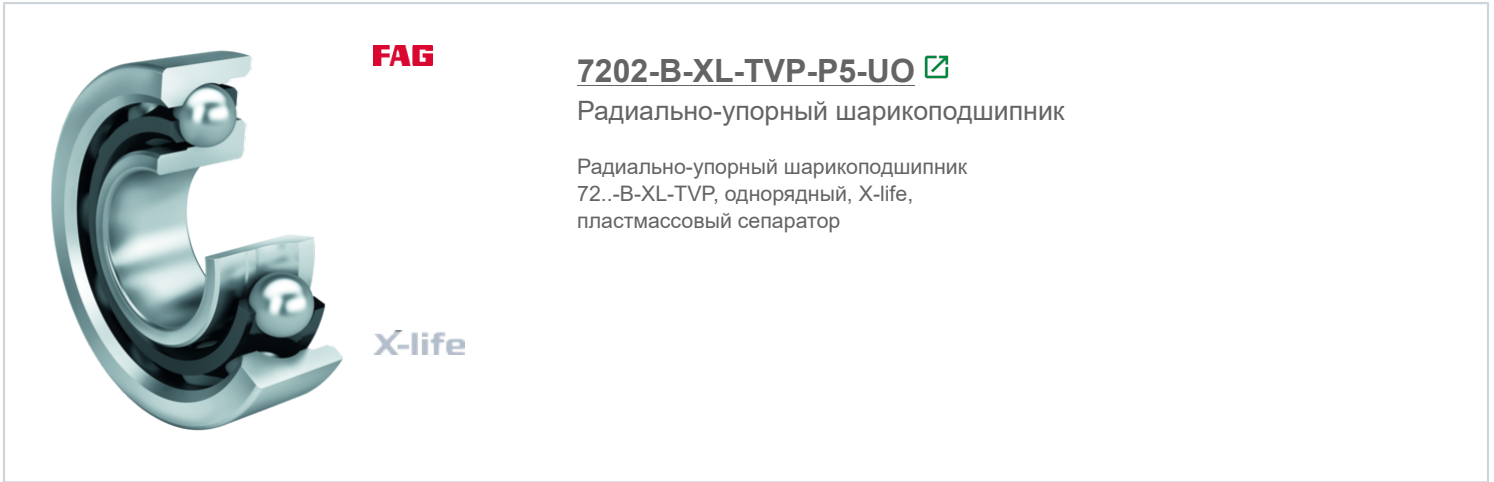 FAG
7202-B-XL-TVP-P5-UO
Радиально-упорный шарикоподшипник
Радиально-упорный шарикоподшипник
72..-B-XL-TVP, однорядный, X-life,
пластмассовый сепаратор
X-life